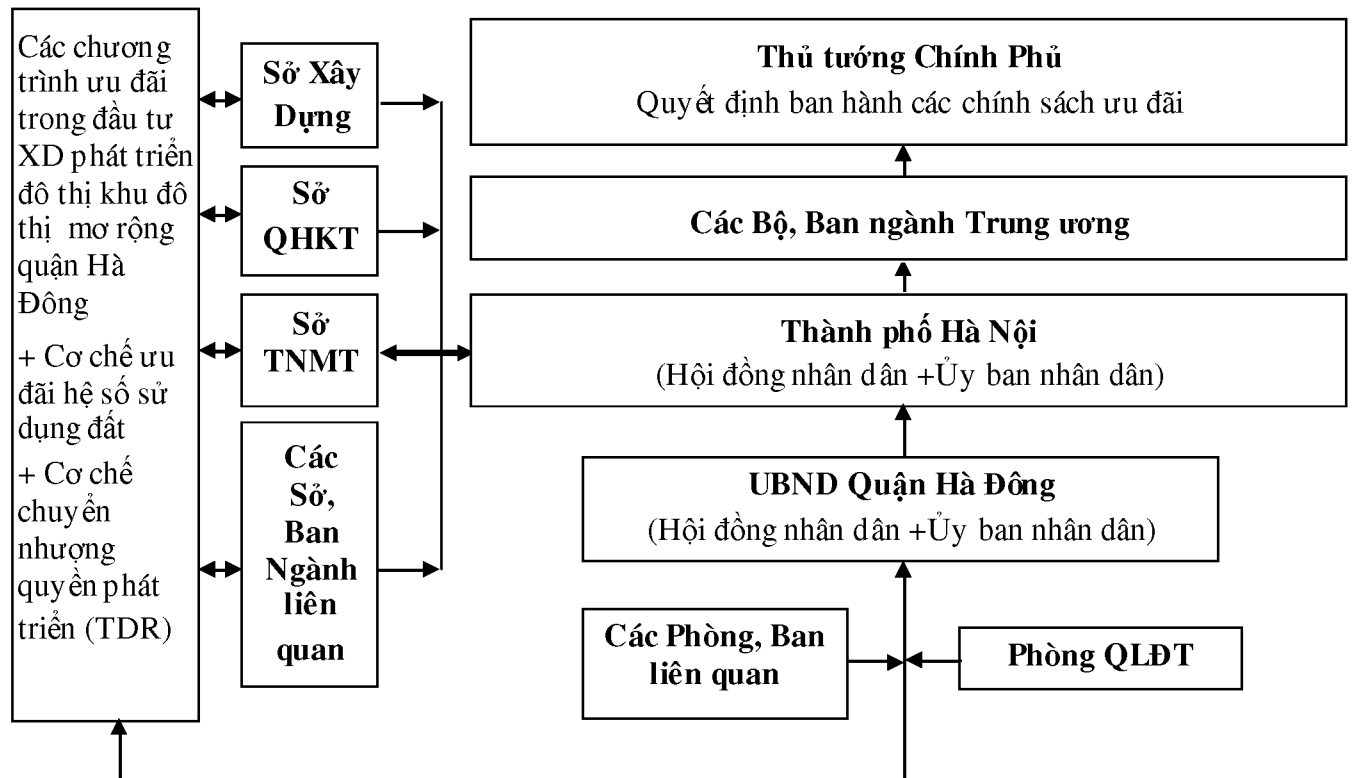 Các chương
trình ưu đãi
trong đầu tư
XD phát triển
đô thị khu đô
thị mơ rộng
quận Hà
Đông
+ Cơ chế ưu
đãi hệ số sử
dụng đất
+ Cơ chế
chuyển
nhượng
quyền phát
triển (TDR)
Sở Xây
Dựng
Sở
QHKT
Sở
TNMT
Các
Sở,
Ban
Ngành
liên
quan
Thủ tướng Chính Phủ
Quyết định ban hành các chính sách ưu đãi
Các Bộ, Ban ngành Trung ương
Thành phố Hà Nội
(Hội đồng nhân dân +Ủy ban nhân dân)
UBND Quận Hà Đông
(Hội đồng nhân dân +Ủy ban nhân dân)
Các Phòng, Ban
liên quan
Phòng QLĐT